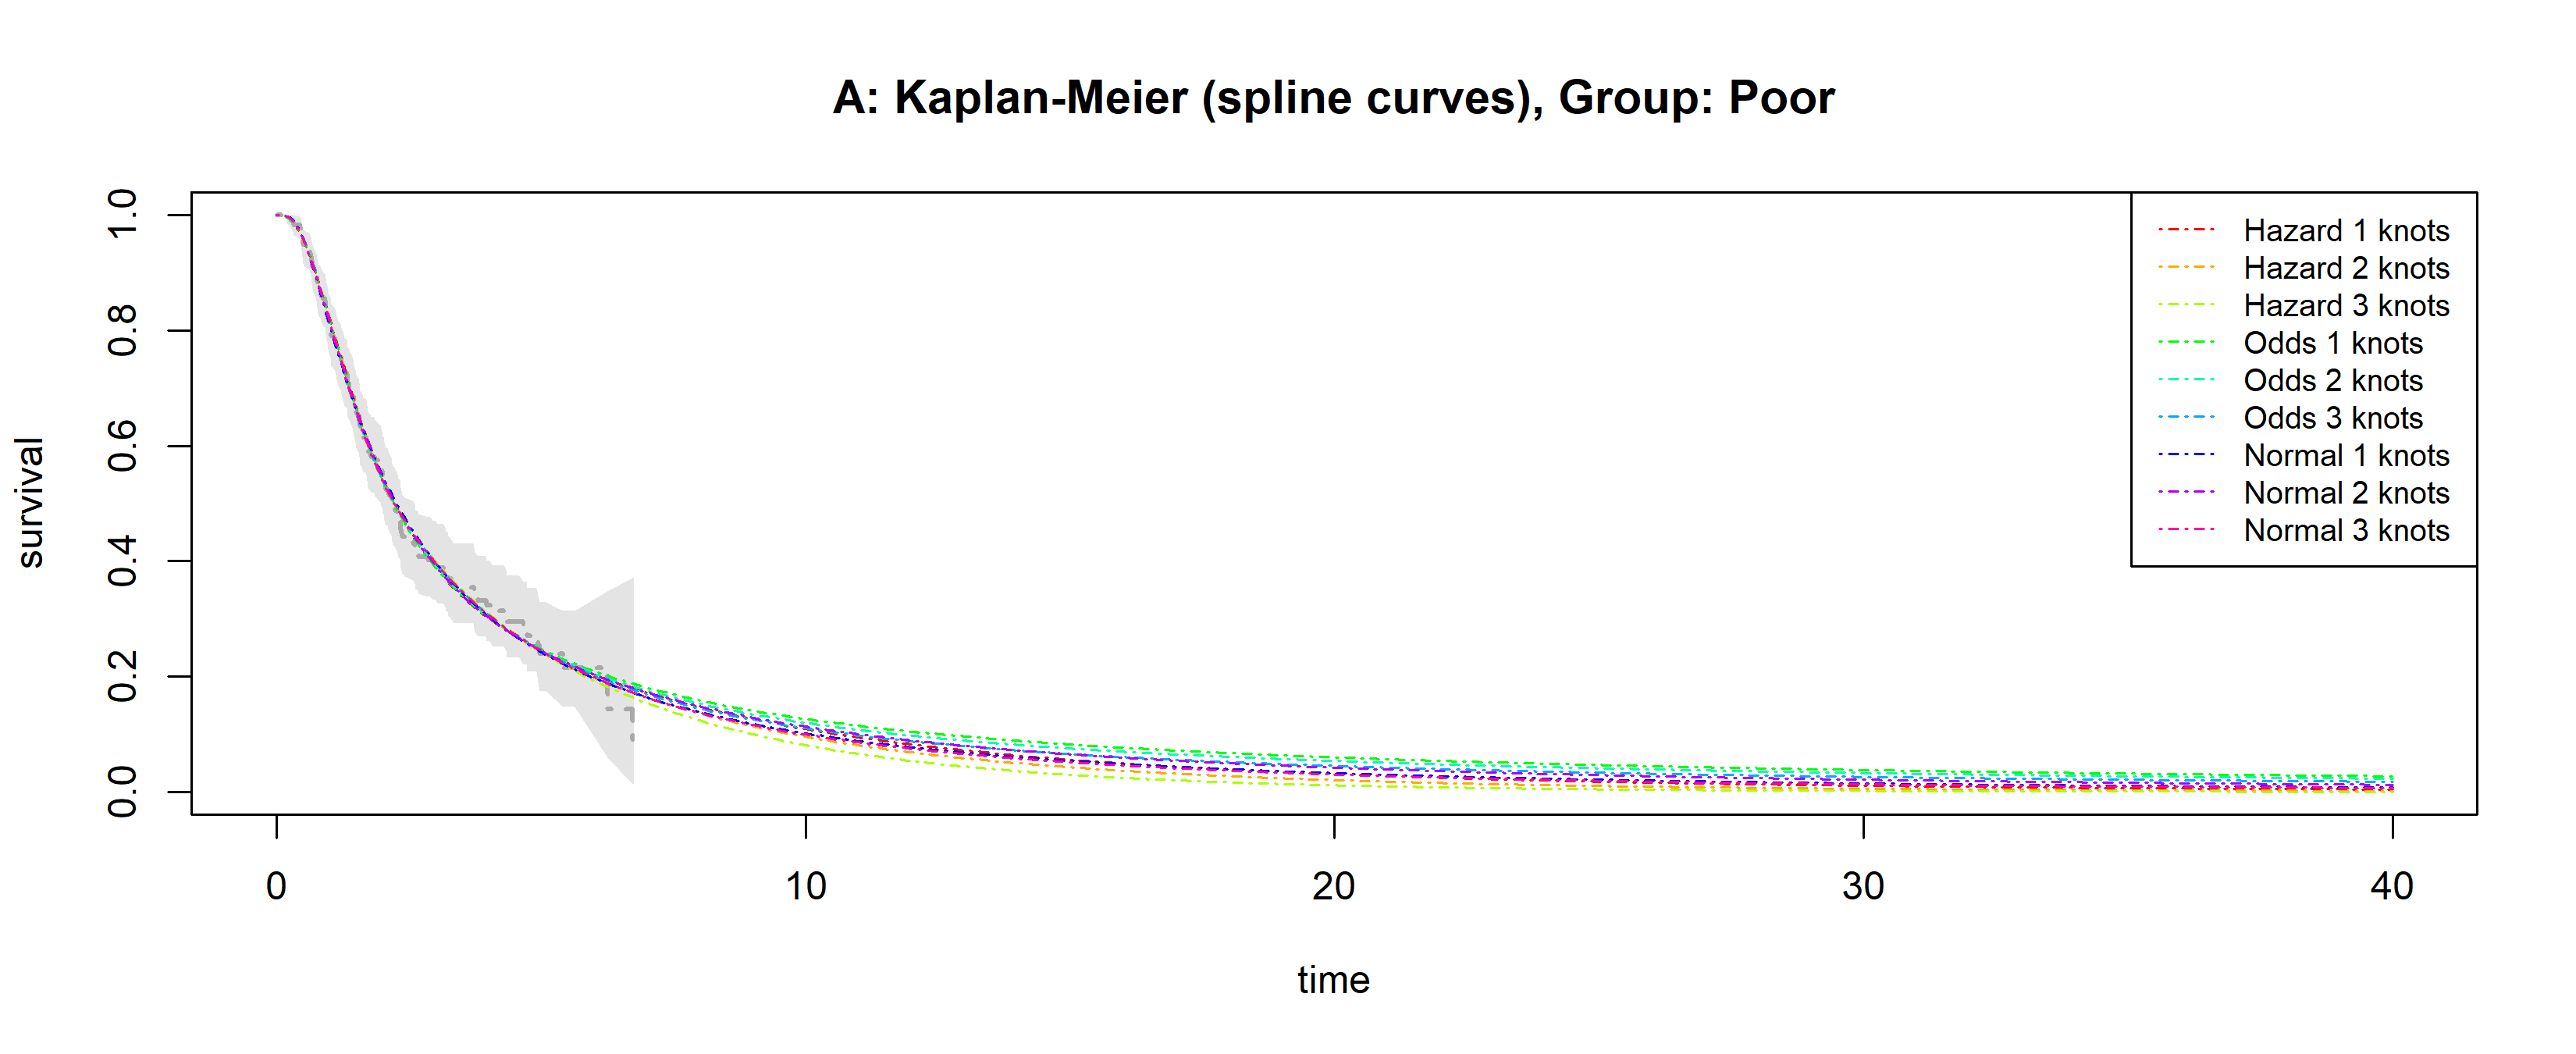 A: Kaplan-Meier (spline curves), Group: Poor
survival
1.0
0.8
0.6
0.4
0.2
0.0
Hazard 1 knots
Hazard 2 knots
Hazard 3 knots
Odds 1 knots
Odds 2 knots
Odds 3 knots
Normal 1 knots
Normal 2 knots
Normal 3 knots
0 10 20 30 40
time